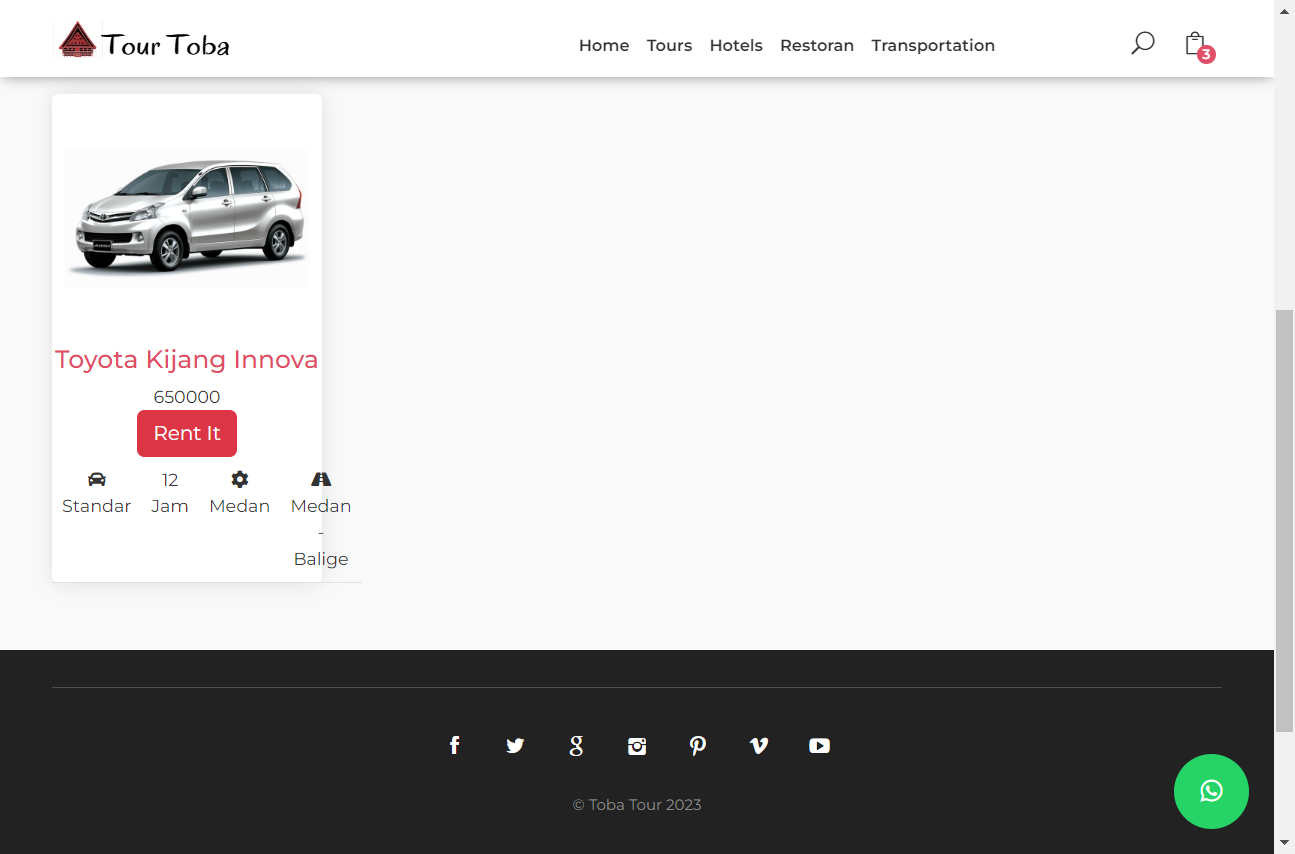 Tour Toba
Home Tours Hotels Restoran Transportation
3
Toyota Kijang Innova
650000
Rent It
12
Standar Jam Medan Medan
-
Balige
© Toba Tour 2023